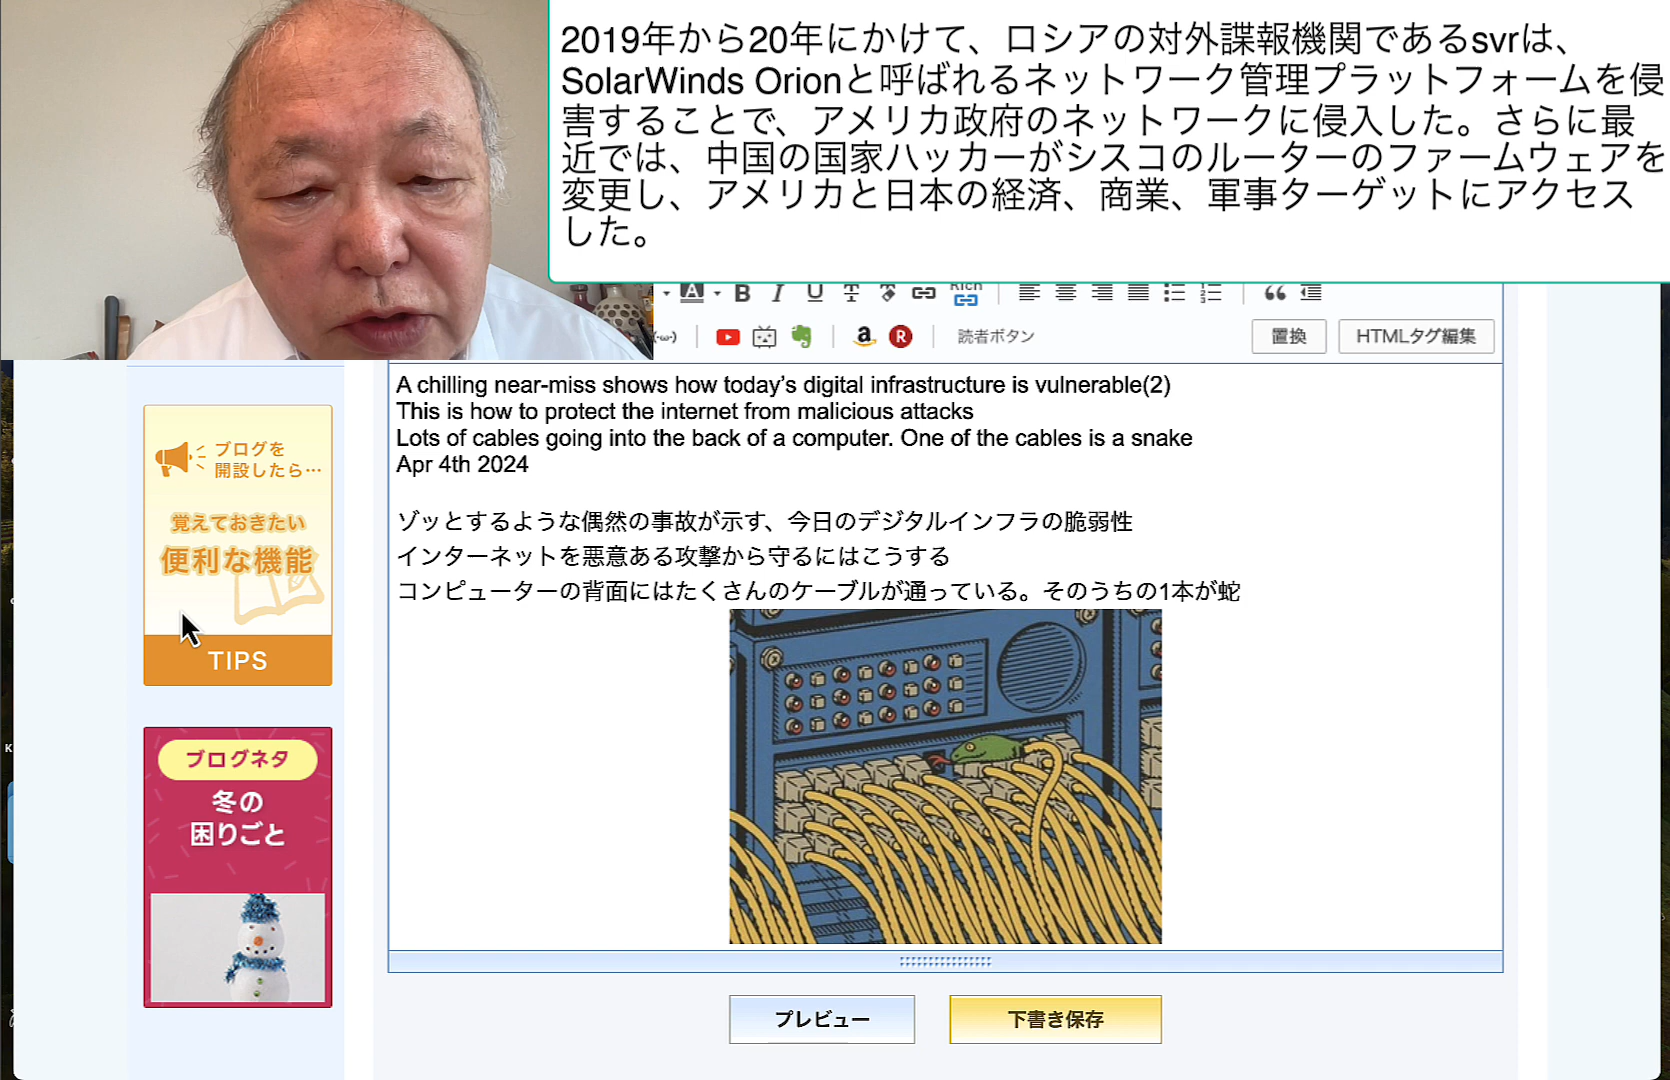 2019年から20年にかけて、ロシアの対外諜報機関であるsvrは、
SolarWinds Orionと呼ばれるネットワーク管理プラットフォームを侵
害することで、アメリカ政府のネットワークに侵入した。さらに最
近では、中国の国家ハッカーがシスコのルーターのファームウェアを
変更し、アメリカと日本の経済、商業、軍事ターゲットにアクセス
した。
A B I U T Rich
a R 読者ボタン 置換 HTMLタグ編集
A chilling near-miss shows how today’s digital infrastructure is vulnerable(2)
This is how to protect the internet from malicious attacks
Lots of cables going into the back of a computer. One of the cables is a snake
Apr 4th 2024
ゾッとするような偶然の事故が示す、今日のデジタルインフラの脆弱性
インターネットを悪意ある攻撃から守るにはこうする
コンピューターの背面にはたくさんのケーブルが通っている。そのうちの1本が蛇
ブログを
開設したら…
覚えておきたい
便利な機能
TIPS
ブログネタ
冬の
困りごと
プレビュー
下書き保存